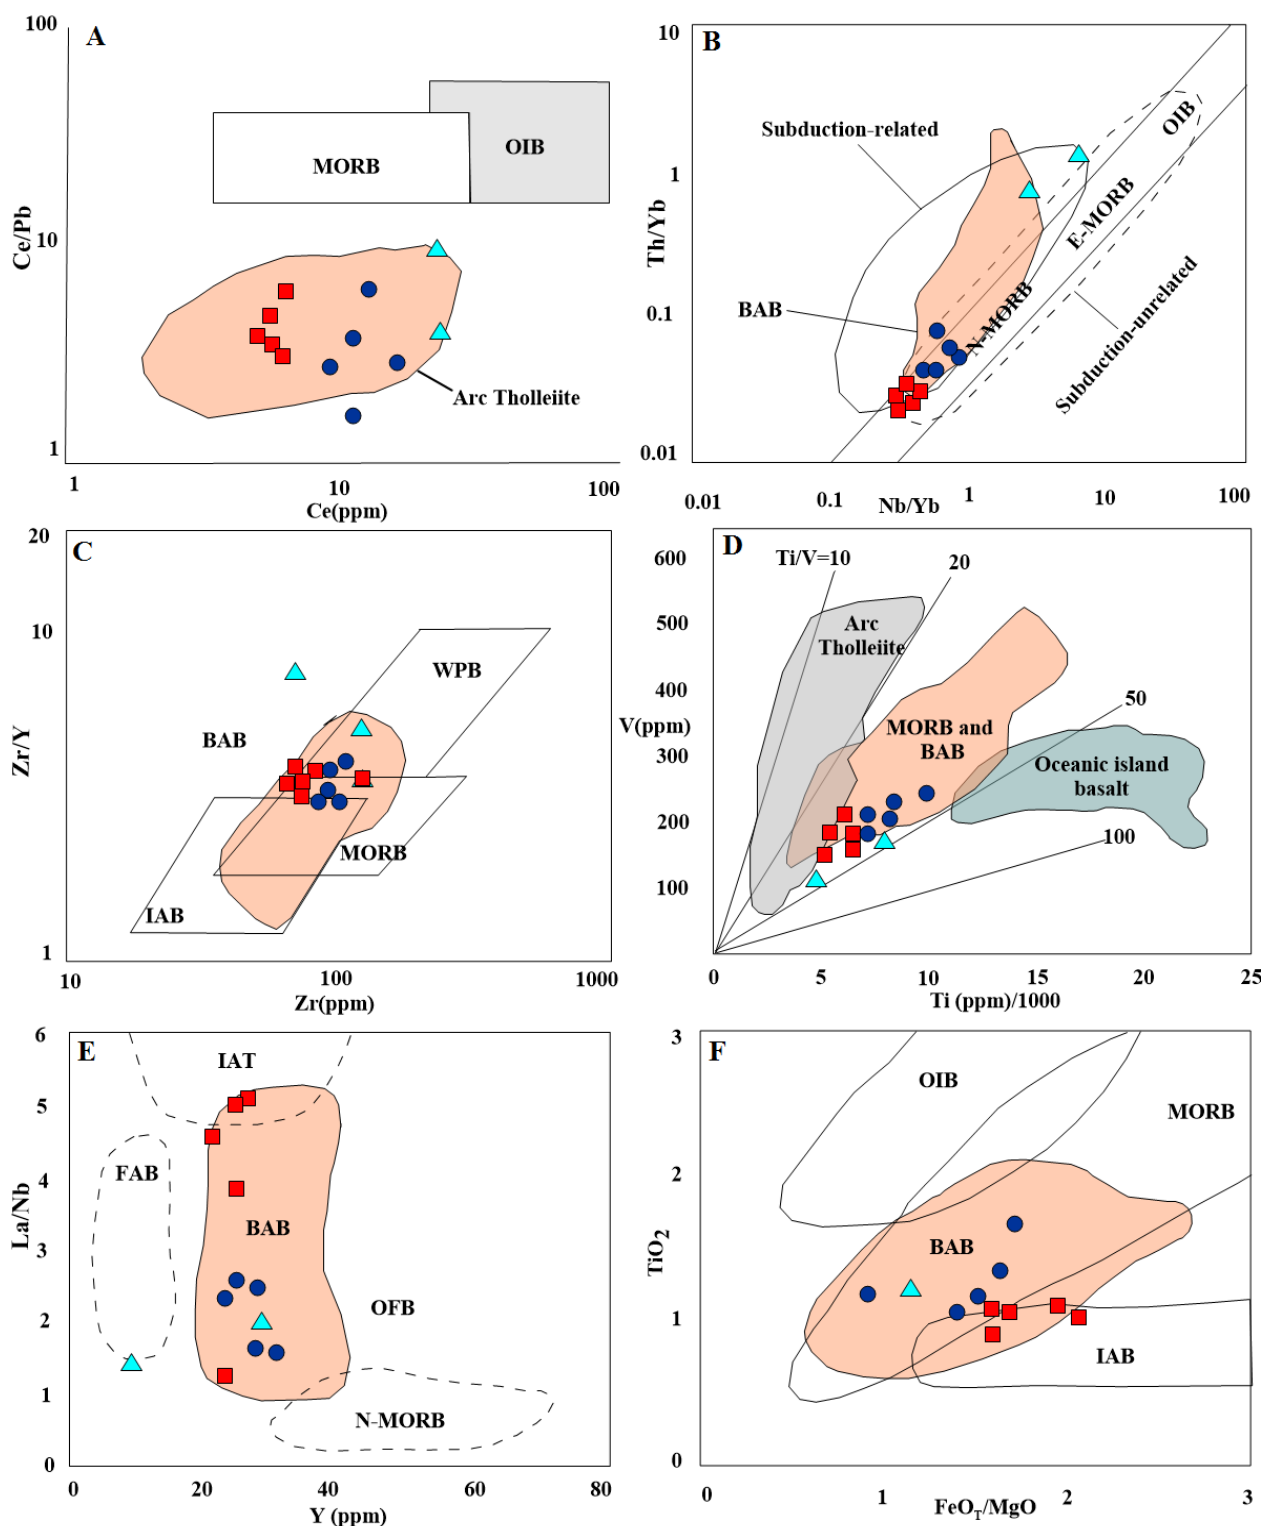 A
100
10
1
Ce/Pb
MORB
OIB
Arc Tholleiite
1
10
100
Ce(ppm)
B
10
1
0.1
0.01
Th/Yb
Subduction-related
BAB
OIB
E-MORB
N-MORB
Subduction-unrelated
0.01
0.1
1
10
100
Nb/Yb
C
20
10
1
Zr/Y
WPB
BAB
MORB
IAB
10
100
1000
Zr(ppm)
D
600
500
400
V(ppm)
300
200
100
Ti/V=10
20
50
100
Arc
Tholleiite
MORB and
BAB
Oceanic island
basalt
0
5
10
15
20
25
Ti (ppm)/1000
E
6
5
4
3
2
1
0
La/Nb
IAT
FAB
BAB
OFB
N-MORB
0
20
40
60
80
Y (ppm)
F
3
2
1
0
TiO2
OIB
MORB
BAB
IAB
0
1
2
3
FeOT/MgO